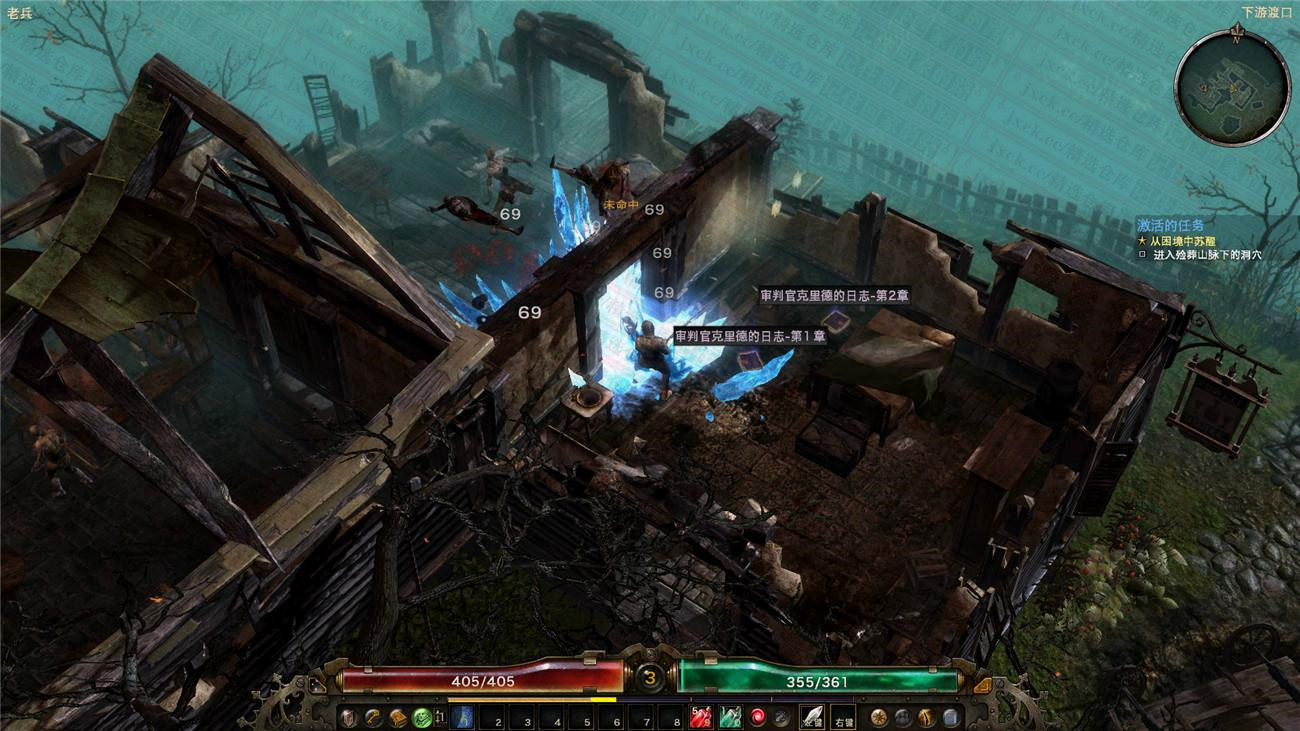 老兵
下游渡口
N
激活的任务
从困境中苏醒
进入殓葬山脉下的洞穴
69
未命中
69
69
69
69
审判官克里德的日志-第2章
审判官克里德的日志-第1章
405/405
3
355/361
2
3
4
5
6
7
8
右键